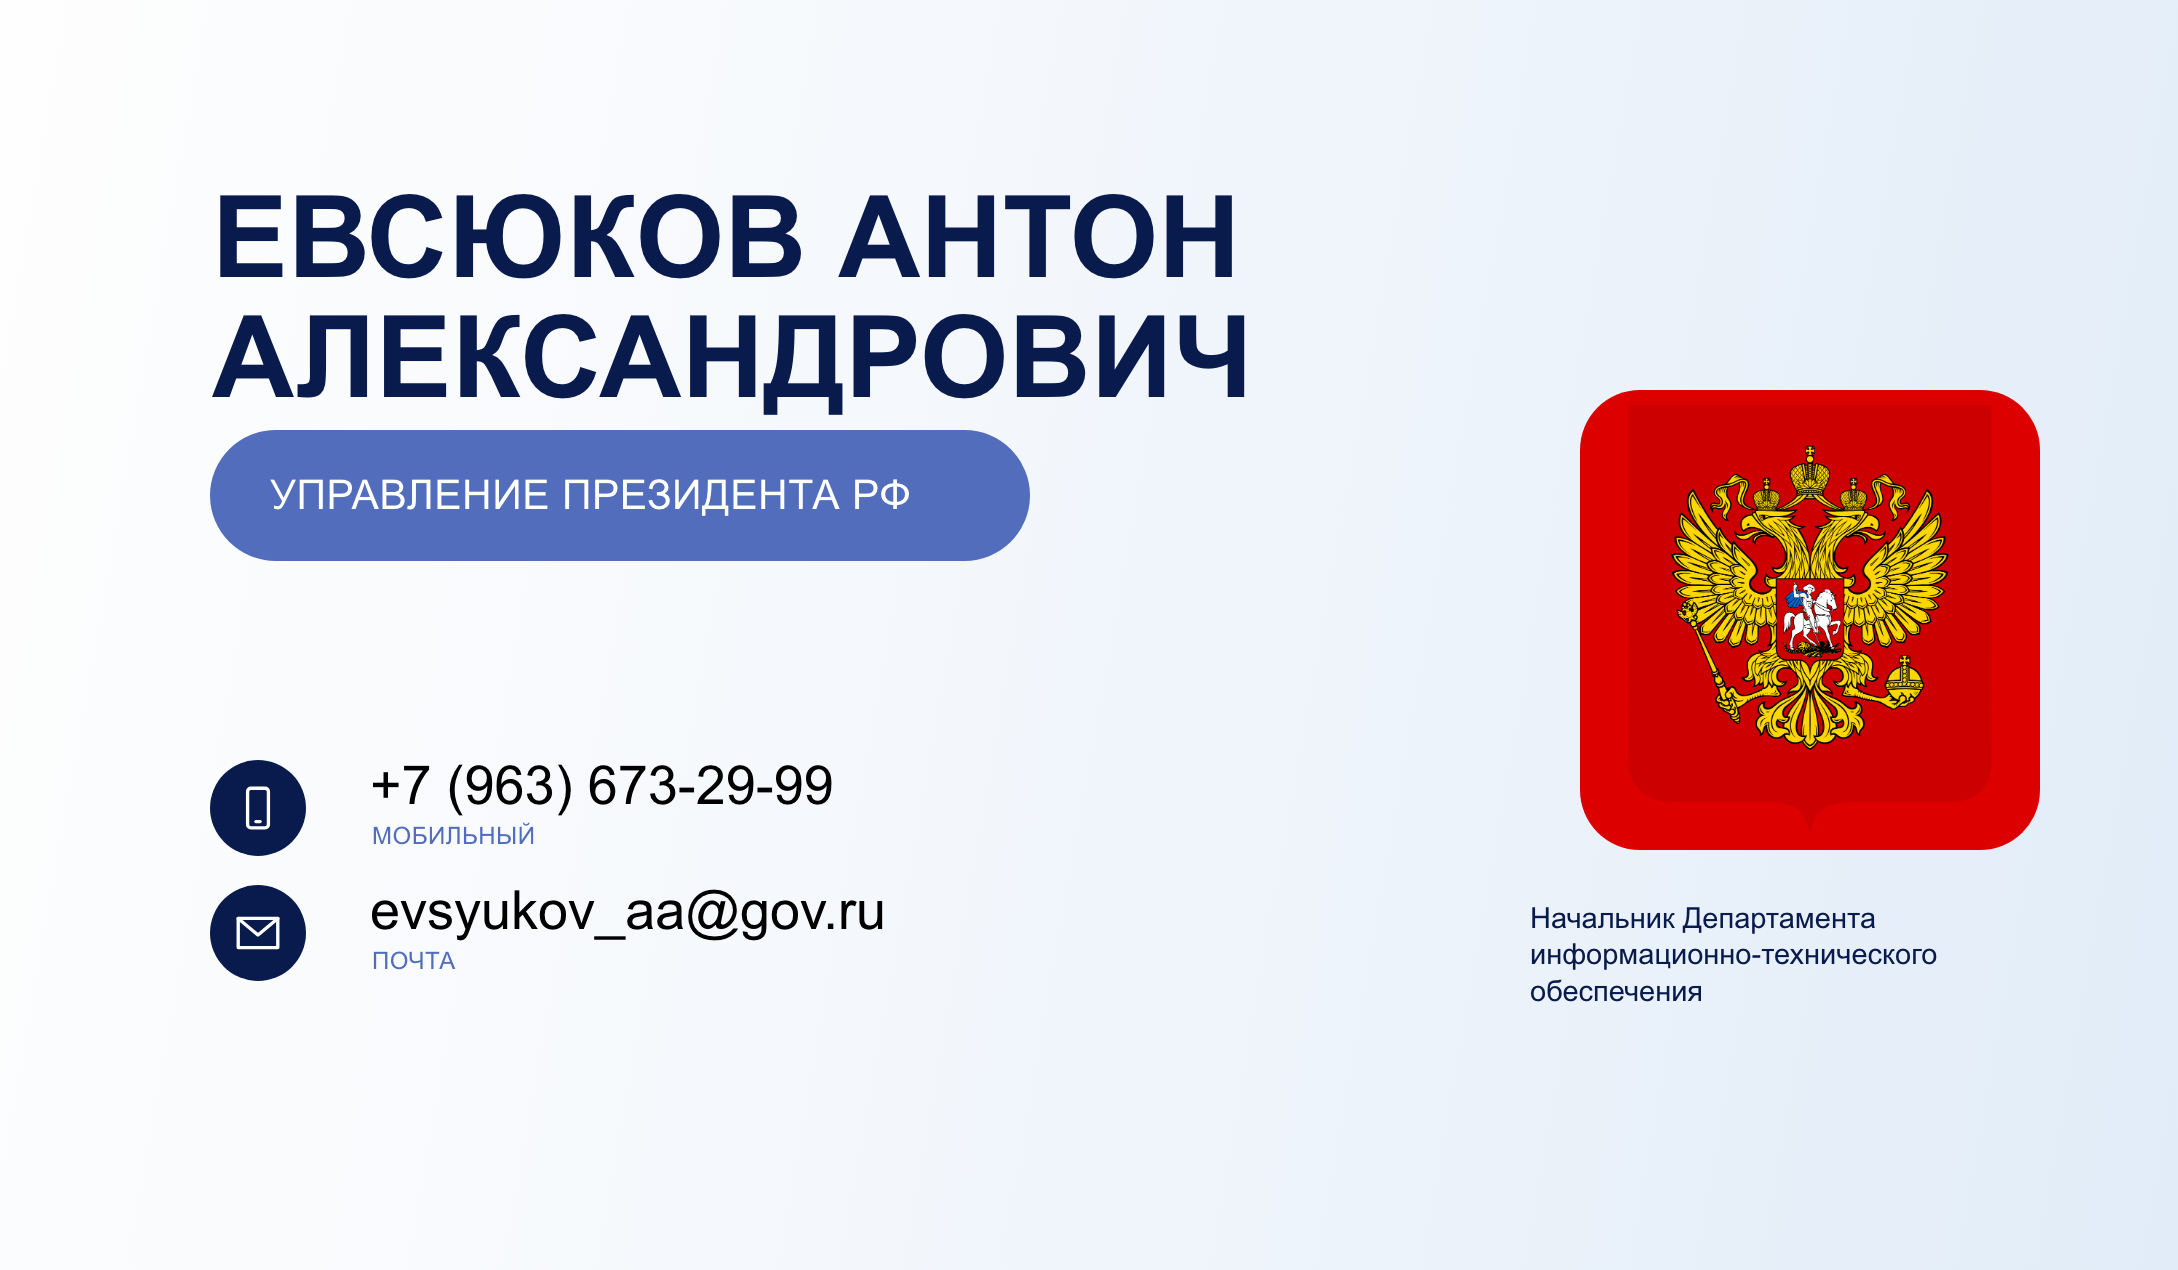 ЕВСЮКОВ АНТОН
АЛЕКСАНДРОВИЧ
УПРАВЛЕНИЕ ПРЕЗИДЕНТА РФ
+7 (963) 673-29-99
МОБИЛЬНЫЙ
evsyukov_aa@gov.ru
ПОЧТА
Начальник Департамента
информационно-технического
обеспечения